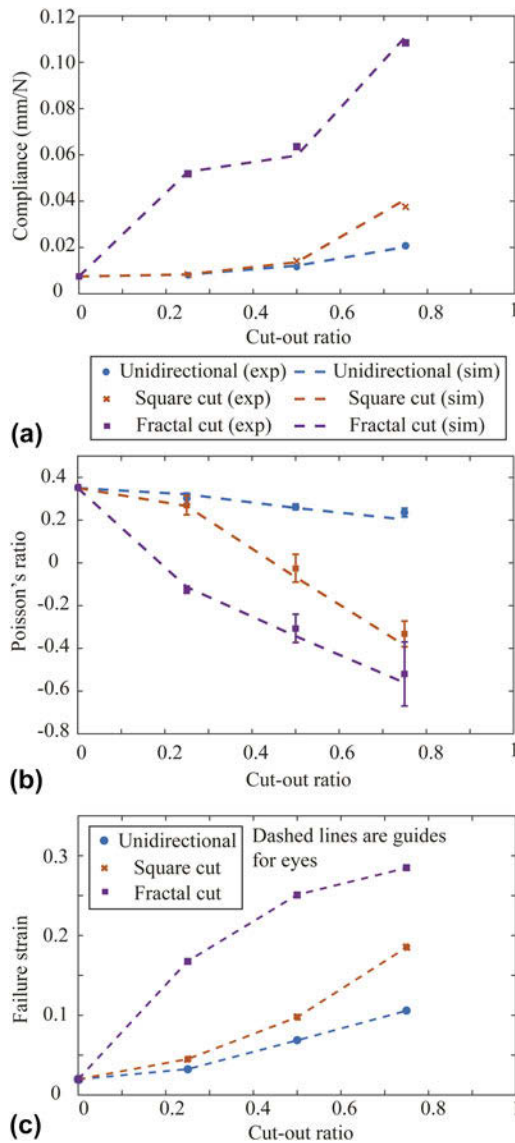 0.12
0.10
0.08
0.06
0.04
0.02
0
Compliance (mm/N)
0 0.2 0.4 0.6 0.8 1
Cut-out ratio
Unidirectional (exp) Unidirectional (sim)
Square cut (exp) Square cut (sim)
Fractal cut (exp) Fractal cut (sim)
(a)
0.4
0.2
0
-0.2
-0.4
-0.6
-0.8
Poisson's ratio
0 0.2 0.4 0.6 0.8 1
Cut-out ratio
(b)
Unidirectional
Square cut
Fractal cut
Dashed lines are guides
for eyes
0.3
0.2
0.1
0
Failure strain
0 0.2 0.4 0.6 0.8 1
Cut-out ratio
(c)